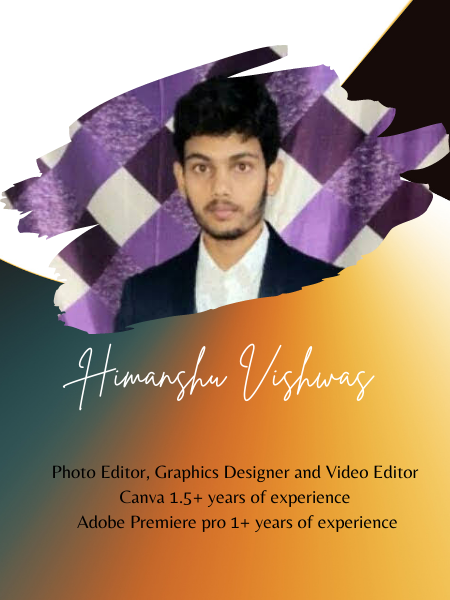 Himanshu Vishwas
Photo Editor, Graphics Designer and Video Editor
Canva 1.5+ years of experience
Adobe Premiere pro 1+ years of experience